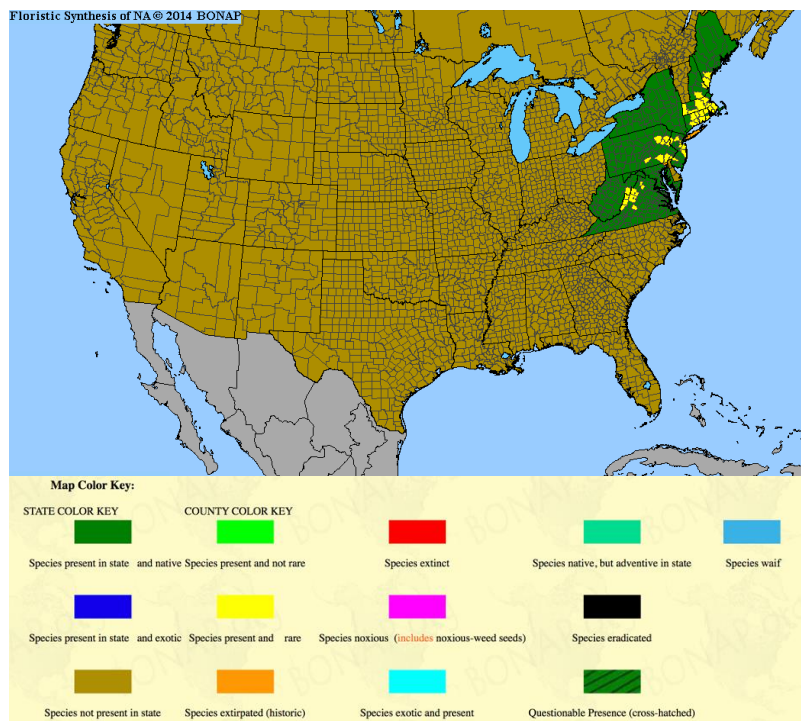 Floristic Synthesis of NA © 2014 BONAP
Map Color Key:
STATE COLOR KEY
COUNTY COLOR KEY
Species present in state and native
Species present and not rare
Species extinct
Species native, but adventive in state
Species waif
Species present in state and exotic
Species present and rare
Species noxious (includes noxious-weed seeds)
Species eradicated
Species not present in state
Species extirpated (historic)
Species exotic and present
Questionable Presence (cross-hatched)